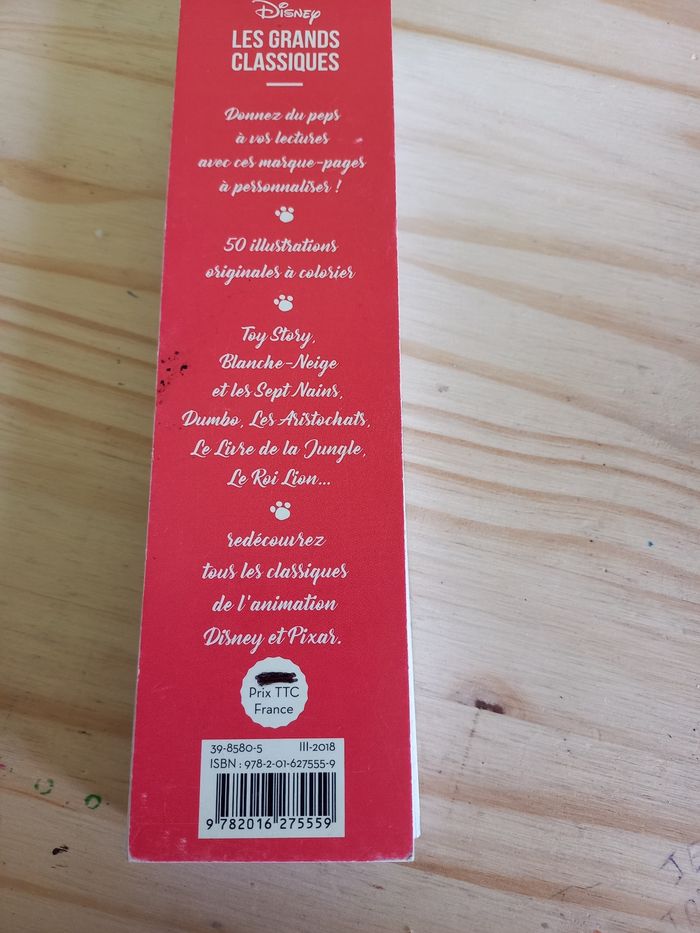 Disney
LES GRANDS
CLASSIQUES
Donnez du peps
à vos lectures
avec ces marque-pages
à personnaliser !
50 illustrations
originales à colorier
Toy Story,
Blanche-Neige
et les Sept Nains,
Dumbo, Les Aristochats,
Le Livre de la Jungle,
Le Roi Lion...
redécouvrez
tous les classiques
de l'animation
Disney et Pixar.
Prix TTC
France
39-8580-5 III-2018
ISBN : 978-2-01-627555-9
9 782016 275559